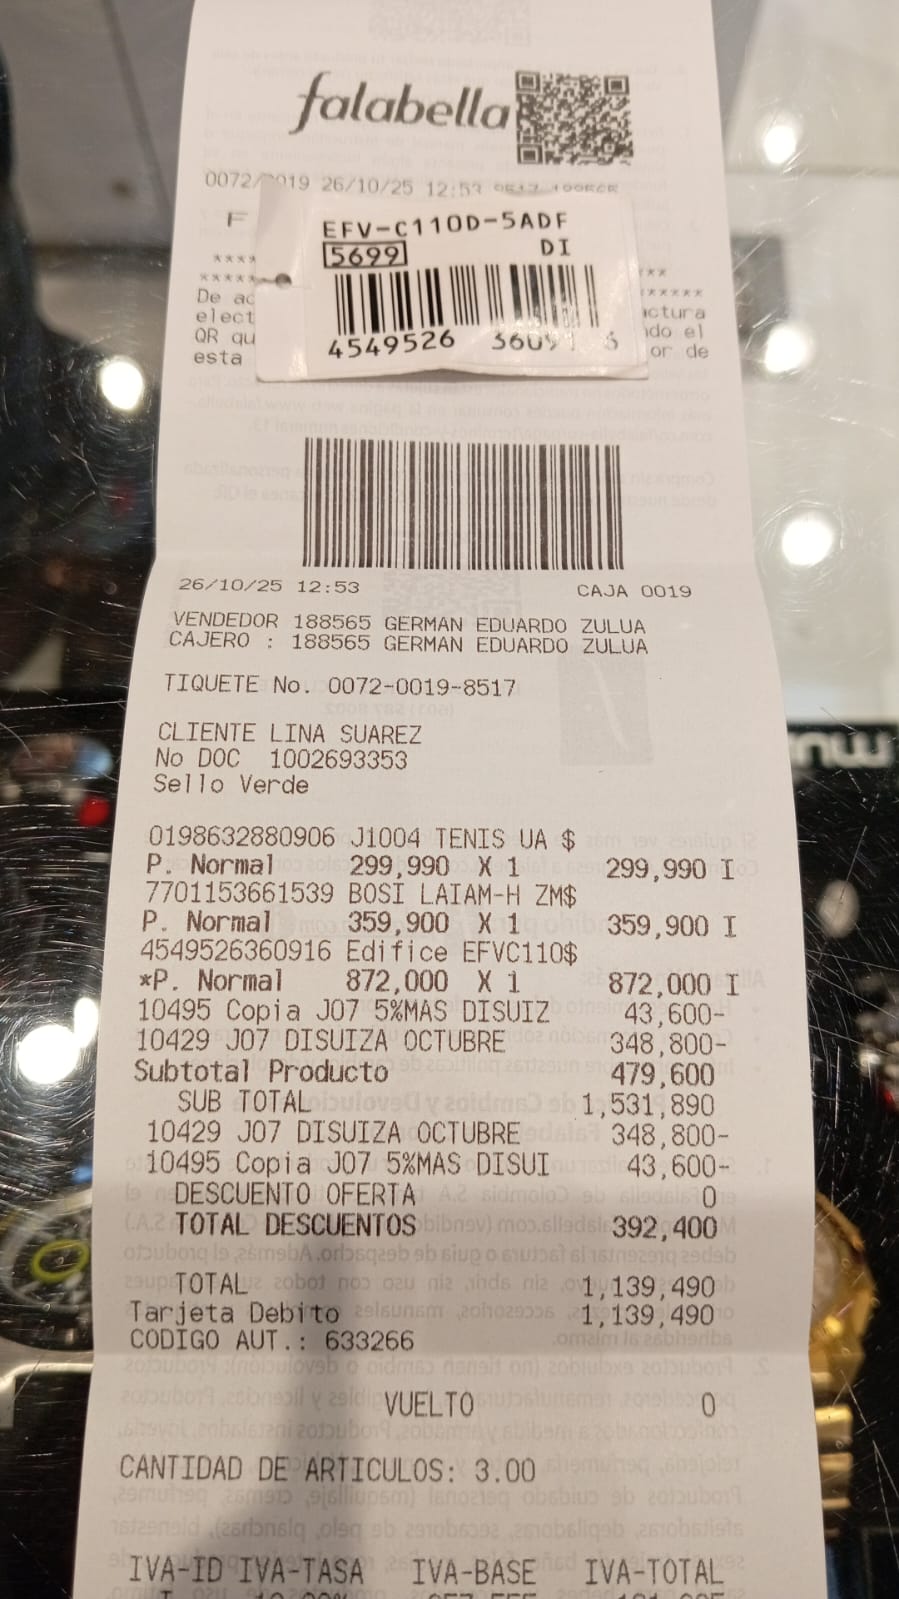 falabella
0072/ 019 26/10/25 12:53
F
EFV-C110D-5ADF
5699 DI
4549526
**** ***
***** ******
De ac actura
elect do el
QR qu or de
esta
26/10/25 12:53 CAJA 0019
VENDEDOR 188565 GERMAN EDUARDO ZULUA
CAJERO : 188565 GERMAN EDUARDO ZULUA
TIQUETE No. 0072-0019-8517
CLIENTE LINA SUAREZ
No DOC 1002693353
Sello Verde
0198632880906 J1004 TENIS UA $
P. Normal 299,990 X 1 299,990 I
7701153661539 BOSI LAIAM-H ZM$
P. Normal 359,900 X 1 359,900 I
4549526360916 Edifice EFVC110$
*P. Normal 872,000 X 1 872,000 I
10495 Copia J07 5%MAS DISUIZ 43,600-
10429 J07 DISUIZA OCTUBRE 348,800-
Subtotal Producto 479,600
SUB TOTAL 1,531,890
10429 J07 DISUIZA OCTUBRE 348,800-
10495 Copia J07 5%MAS DISUI 43,600-
DESCUENTO OFERTA 0
TOTAL DESCUENTOS 392,400
TOTAL 1,139,490
Tarjeta Debito 1,139,490
CODIGO AUT.: 633266
VUELTO 0
CANTIDAD DE ARTICULOS: 3.00
IVA-ID IVA-TASA IVA-BASE IVA-TOTAL